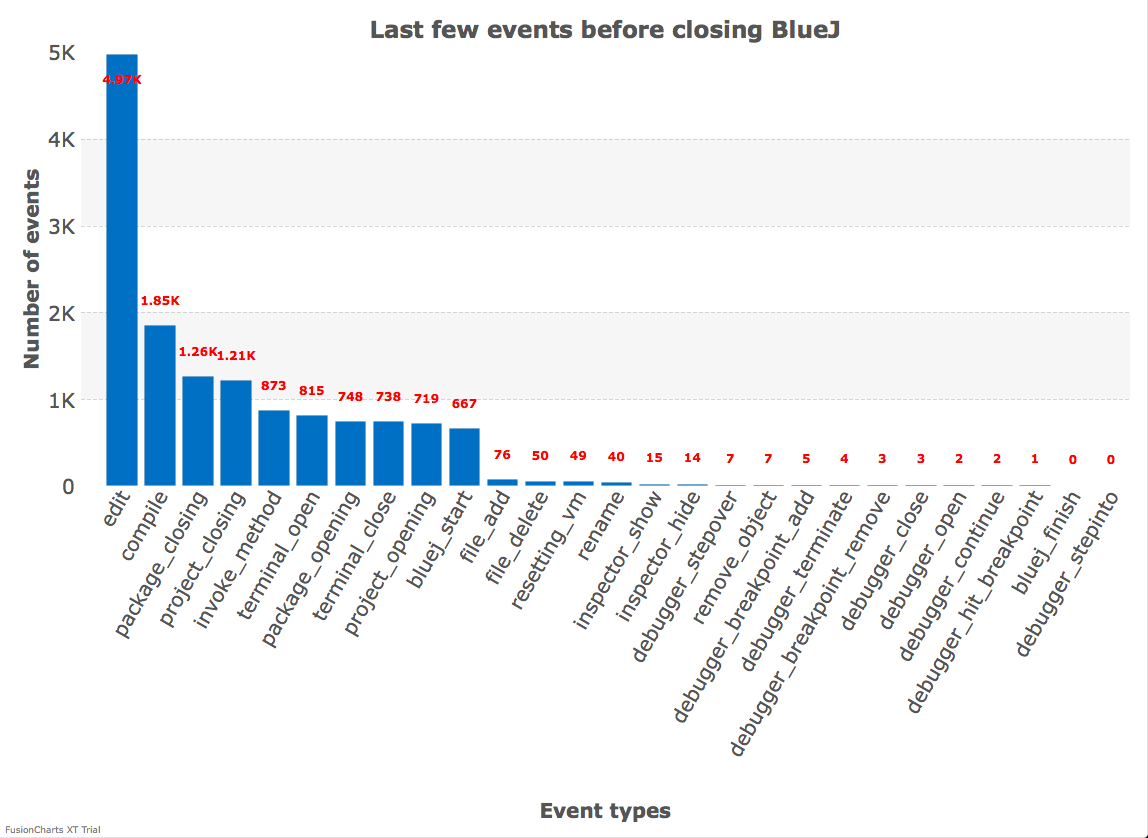 Last few events before closing BlueJ
Number of events
5K
4K
3K
2K
1K
0
4.97K
1.85K
1.26K
1.21K
873
815
748
738
719
667
76
50
49
40
15
14
7
7
5
4
3
3
2
2
1
0
0
edit
compile
package_closing
project_closing
invoke_method
terminal_open
package_opening
terminal_close
project_opening
bluej_start
file_add
file_delete
resetting_vm
rename
inspector_show
inspector_hide
debugger_stepover
remove_object
debugger_breakpoint_add
debugger_terminate
debugger_breakpoint_remove
debugger_close
debugger_open
debugger_continue
debugger_hit_breakpoint
bluej_finish
debugger_stepinto
Event types
FusionCharts XT Trial